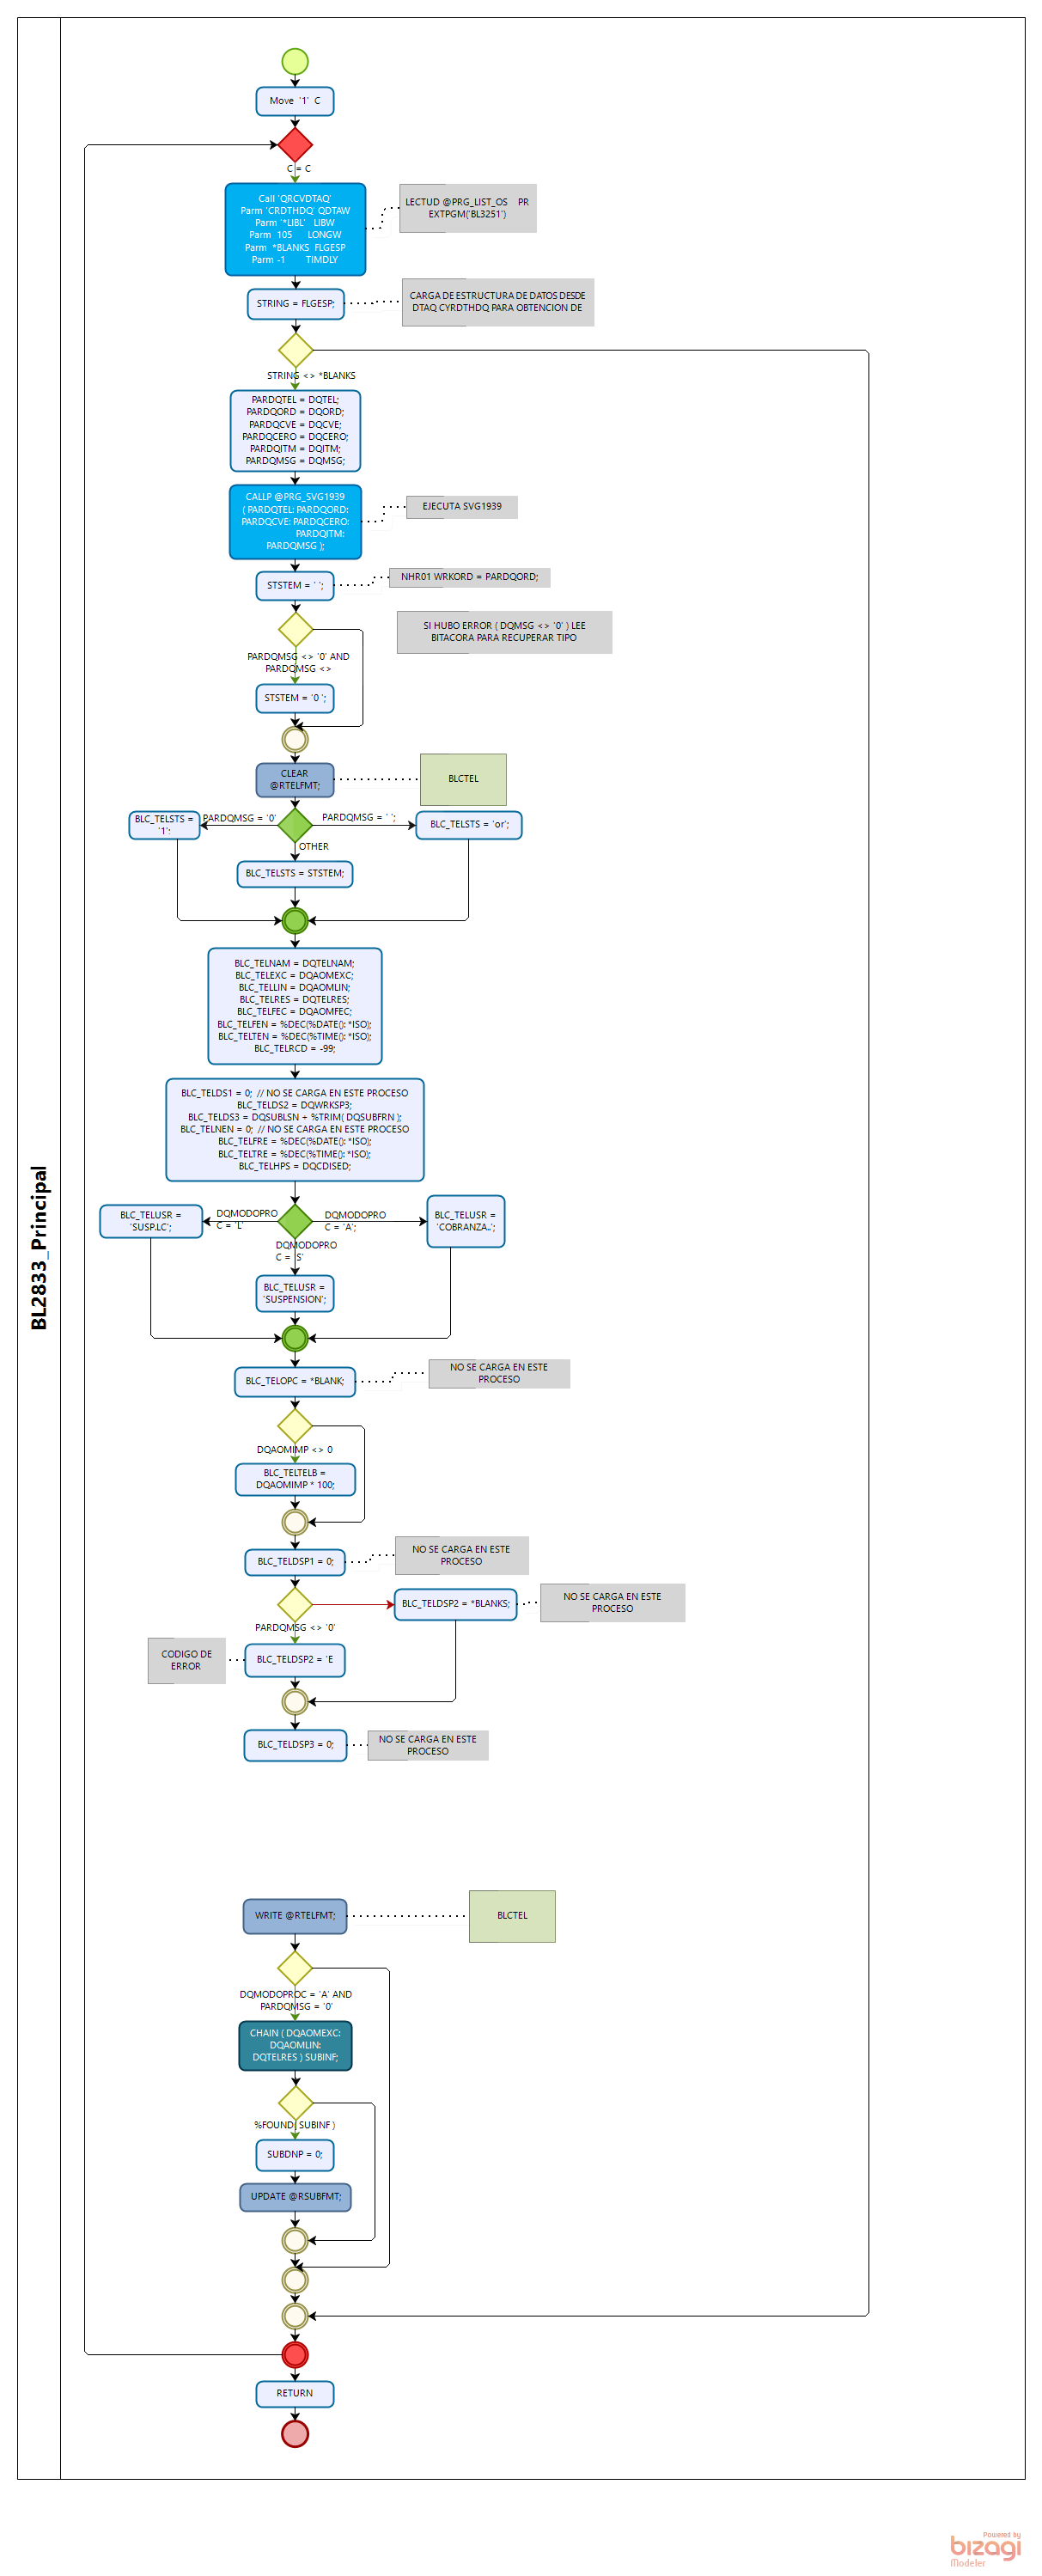 BL2833_Principal
Move '1' C
C = C
Call 'QRCVDTAQ'
Parm 'CRDTHDQ' QDTAW
Parm '*LIBL' LIBW
Parm 105 LONGW
Parm *BLANKS FLGESP
Parm -1 TIMDLY
LECTUD @PRG_LIST_OS PR
EXTPGM('BL3251')
STRING = FLGESP;
CARGA DE ESTRUCTURA DE DATOS DESDE
DTAQ CYRDTHDQ PARA OBTENCION DE
STRING <> *BLANKS
PARDQTEL = DQTEL;
PARDQORD = DQORD;
PARDQCVE = DQCVE;
PARDQCERO = DQCERO;
PARDQITM = DQITM;
PARDQMSG = DQMSG;
CALLP @PRG_SVG1939
( PARDQTEL: PARDQORD:
PARDQCVE: PARDQCERO:
PARDQITM:
PARDQMSG );
EJECUTA SVG1939
STSTEM = ' ';
NHR01 WRKORD = PARDQORD;
SI HUBO ERROR ( DQMSG <> '0' ) LEE
BITACORA PARA RECUPERAR TIPO
PARDQMSG <> '0' AND
PARDQMSG <>
STSTEM = '0 ';
CLEAR
@RTELFMT;
BLCTEL
BLC_TELSTS =
'1';
PARDQMSG = '0'
PARDQMSG = ' ';
BLC_TELSTS = 'or';
OTHER
BLC_TELSTS = STSTEM;
BLC_TELNAM = DQTELNAM;
BLC_TELEXC = DQAOMEXC;
BLC_TELLIN = DQAOMLIN;
BLC_TELRES = DQTELRES;
BLC_TELFEC = DQAOMFEC;
BLC_TELFEN = %DEC(%DATE(): *ISO);
BLC_TELTEN = %DEC(%TIME(): *ISO);
BLC_TELRCD = -99;
BLC_TELDS1 = 0; // NO SE CARGA EN ESTE PROCESO
BLC_TELDS2 = DQWRKSP3;
BLC_TELDS3 = DQSUBLSN + %TRIM( DQSUBFRN );
BLC_TELNEN = 0; // NO SE CARGA EN ESTE PROCESO
BLC_TELFRE = %DEC(%DATE(): *ISO);
BLC_TELTRE = %DEC(%TIME(): *ISO);
BLC_TELHPS = DQCDISED;
BLC_TELUSR =
'SUSP.LC';
DQMODOPRO
C = 'L'
DQMODOPRO
C = 'A';
BLC_TELUSR =
'COBRANZA..';
DQMODOPRO
C = 'S'
BLC_TELUSR =
'SUSPENSION';
BLC_TELOPC = *BLANK;
NO SE CARGA EN ESTE
PROCESO
DQAOMIMP <> 0
BLC_TELTELB =
DQAOMIMP * 100;
BLC_TELDSP1 = 0;
NO SE CARGA EN ESTE
PROCESO
BLC_TELDSP2 = *BLANKS;
NO SE CARGA EN ESTE
PROCESO
PARDQMSG <> '0'
CODIGO DE
ERROR
BLC_TELDSP2 = 'E
BLC_TELDSP3 = 0;
NO SE CARGA EN ESTE
PROCESO
WRITE @RTELFMT;
BLCTEL
DQMODOPROC = 'A' AND
PARDQMSG = '0'
CHAIN ( DQAOMEXC:
DQAOMLIN:
DQTELRES ) SUBINF;
%FOUND( SUBINF )
SUBDNP = 0;
UPDATE @RSUBFMT;
RETURN
Powered by
bizagi
Modeler